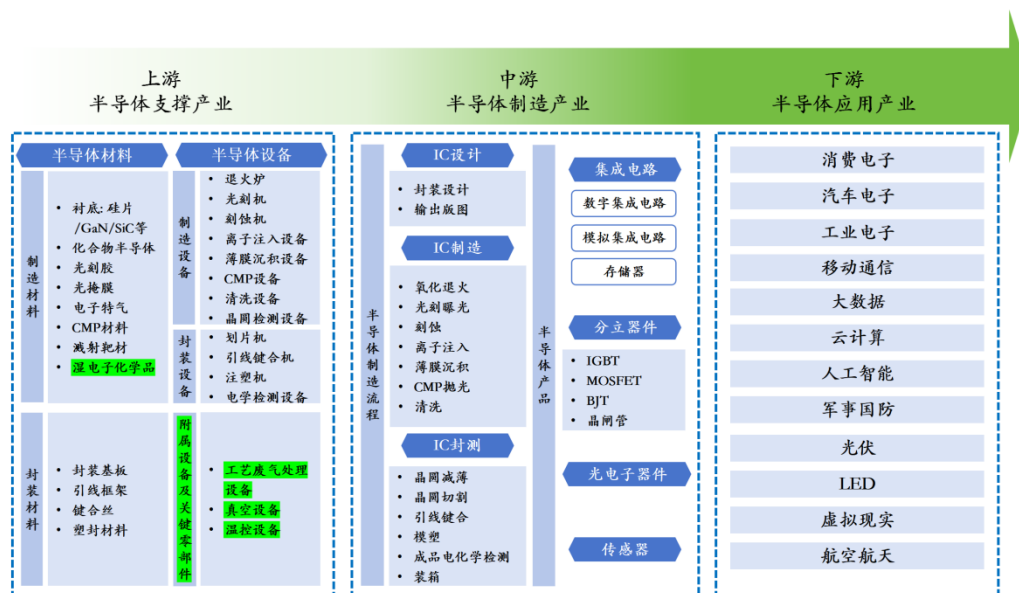 上游
半导体支撑产业
中游
半导体制造产业
下游
半导体应用产业
半导体材料
制造材料
• 衬底: 硅片
/GaN/SiC等
• 化合物半导体
• 光刻胶
• 光掩膜
• 电子特气
• CMP材料
• 溅射靶材
• 湿电子化学品
封装材料
• 封装基板
• 引线框架
• 键合丝
• 塑封材料
半导体设备
制造设备
• 退火炉
• 光刻机
• 刻蚀机
• 离子注入设备
• 薄膜沉积设备
• CMP设备
• 清洗设备
• 晶圆检测设备
封装设备
• 划片机
• 引线键合机
• 注塑机
• 电学检测设备
附属设备及关键零部件
• 工艺废气处理
设备
• 真空设备
• 温控设备
半导体制造流程
IC设计
• 封装设计
• 输出版图
IC制造
• 氧化退火
• 光刻曝光
• 刻蚀
• 离子注入
• 薄膜沉积
• CMP抛光
• 清洗
IC封测
• 晶圆减薄
• 晶圆切割
• 引线键合
• 模塑
• 成品电化学检测
• 装箱
半导体产品
集成电路
数字集成电路
模拟集成电路
存储器
分立器件
• IGBT
• MOSFET
• BJT
• 晶闸管
光电子器件
传感器
消费电子
汽车电子
工业电子
移动通信
大数据
云计算
人工智能
军事国防
光伏
LED
虚拟现实
航空航天